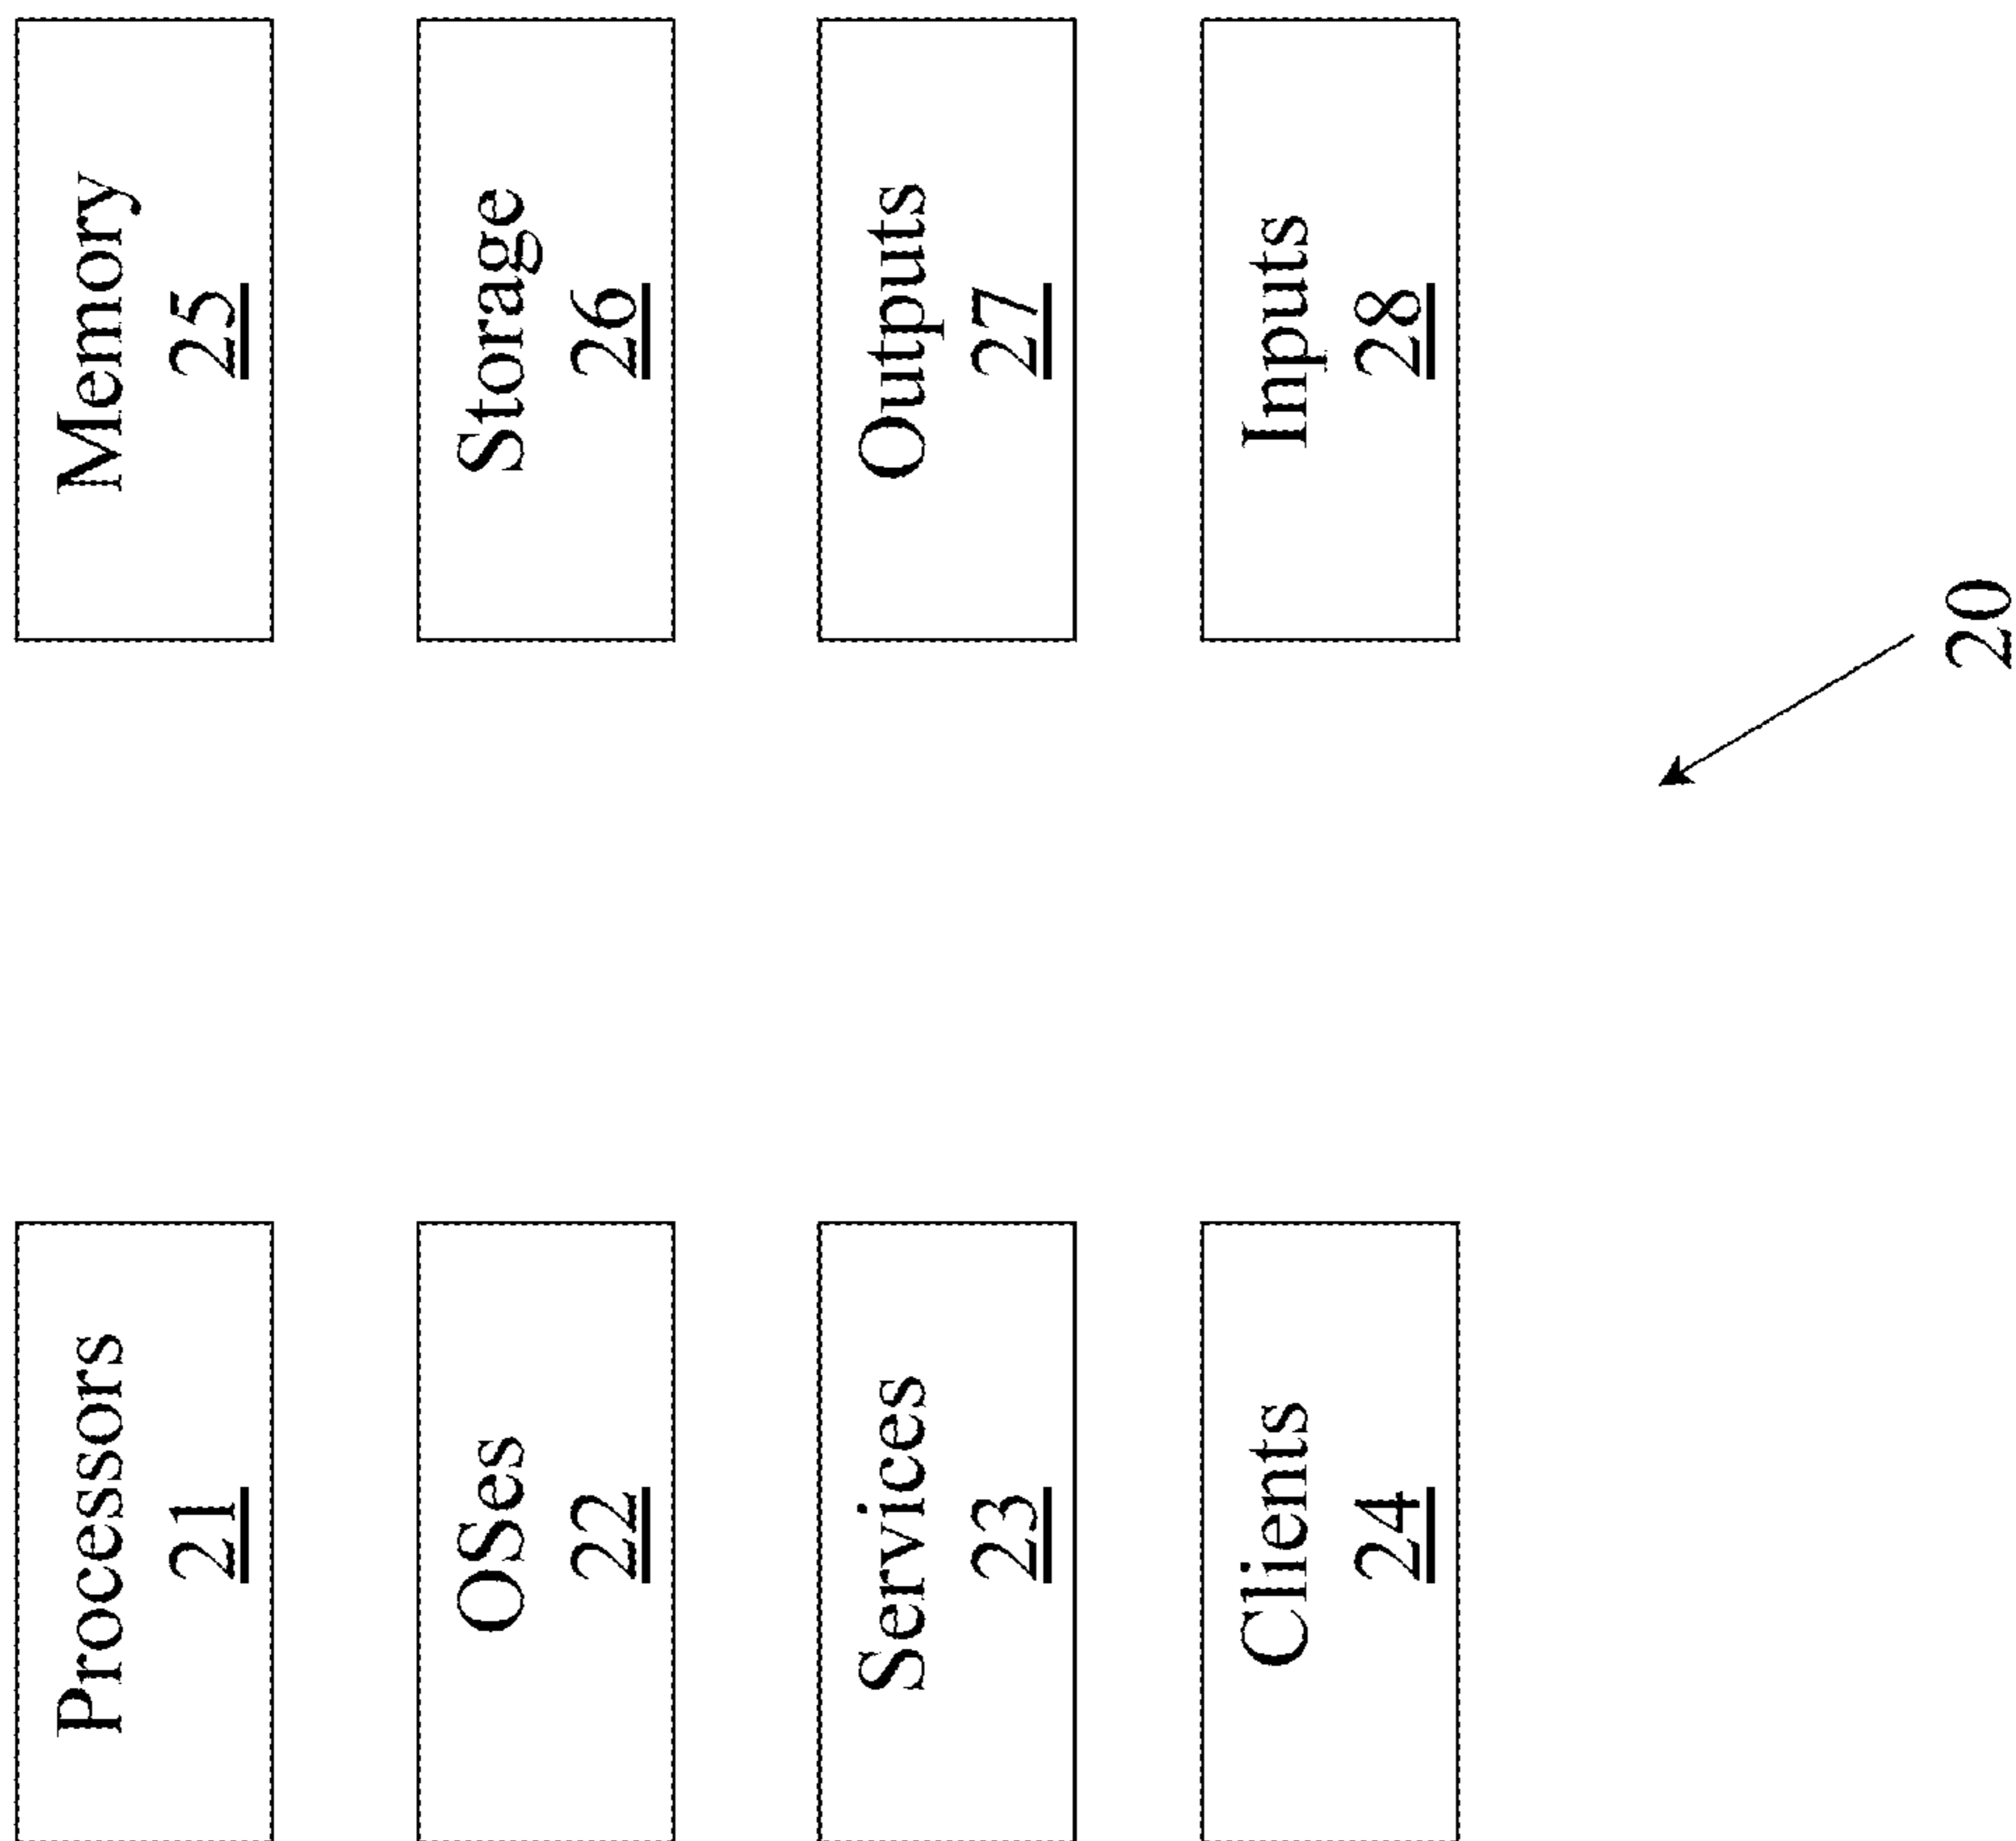 Processors
21
Memory
25
OSes
22
Storage
26
Services
23
Outputs
27
Clients
24
Inputs
28
20